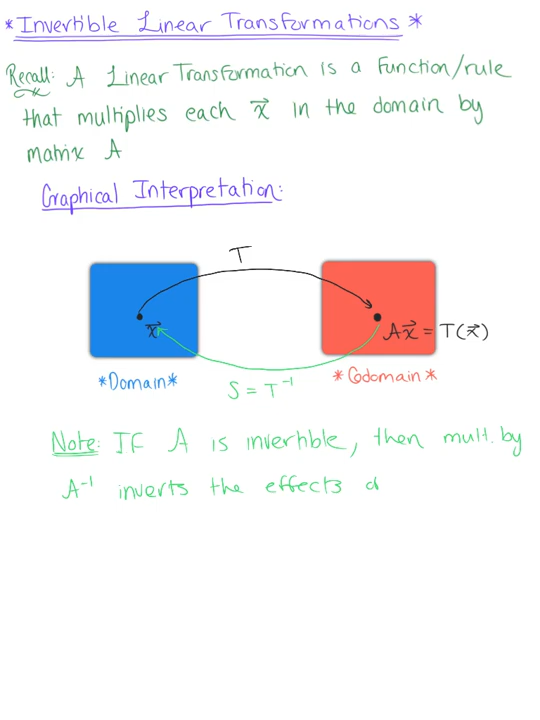 *Invertible Linear Transformations*
Recall: A Linear Transformation is a function/rule
that multiplies each x⃗ in the domain by
matrix A
Graphical Interpretation:
T
x⃗
Ax⃗ = T(x⃗)
*Domain*
S = T⁻¹
*Codomain*
Note: If A is invertible, then mult. by
A⁻¹ inverts the effects